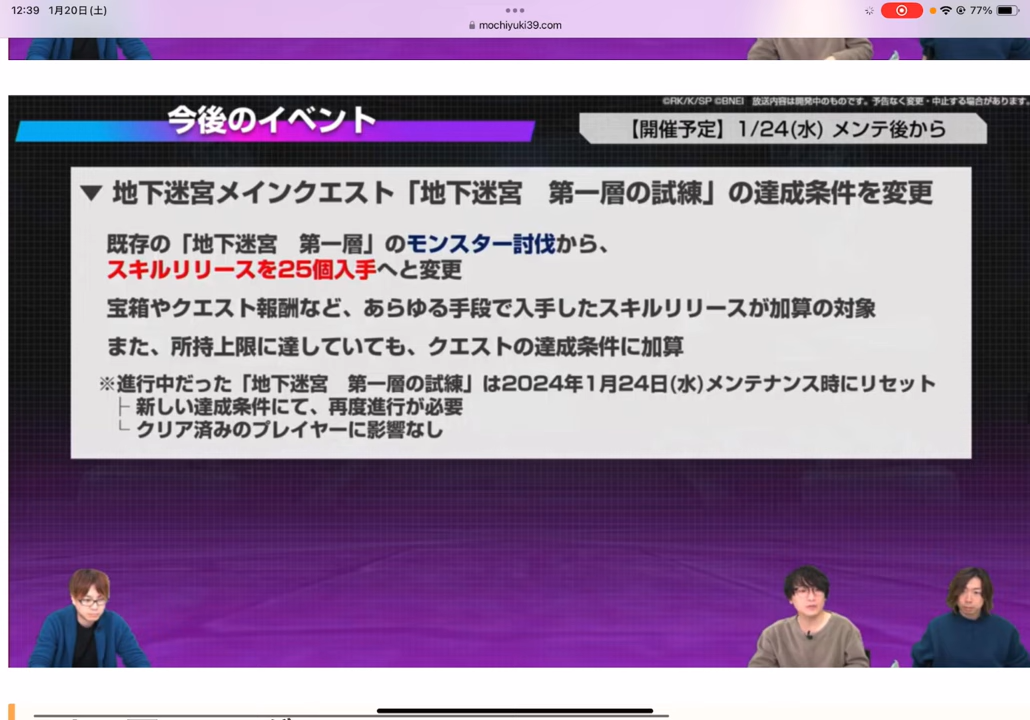 12:39 1月20日(土)
77%
mochiyuki39.com
©RK/K/SP ©BNEI 放送内容は開発中のものです。予告なく変更・中止する場合があります。
今後のイベント
【開催予定】1/24(水) メンテ後から
▼ 地下迷宮メインクエスト「地下迷宮 第一層の試練」の達成条件を変更
既存の「地下迷宮 第一層」のモンスター討伐から、
スキルリリースを25個入手へと変更
宝箱やクエスト報酬など、あらゆる手段で入手したスキルリリースが加算の対象
また、所持上限に達していても、クエストの達成条件に加算
※進行中だった「地下迷宮 第一層の試練」は2024年1月24日(水)メンテナンス時にリセット
├ 新しい達成条件にて、再度進行が必要
└ クリア済みのプレイヤーに影響なし